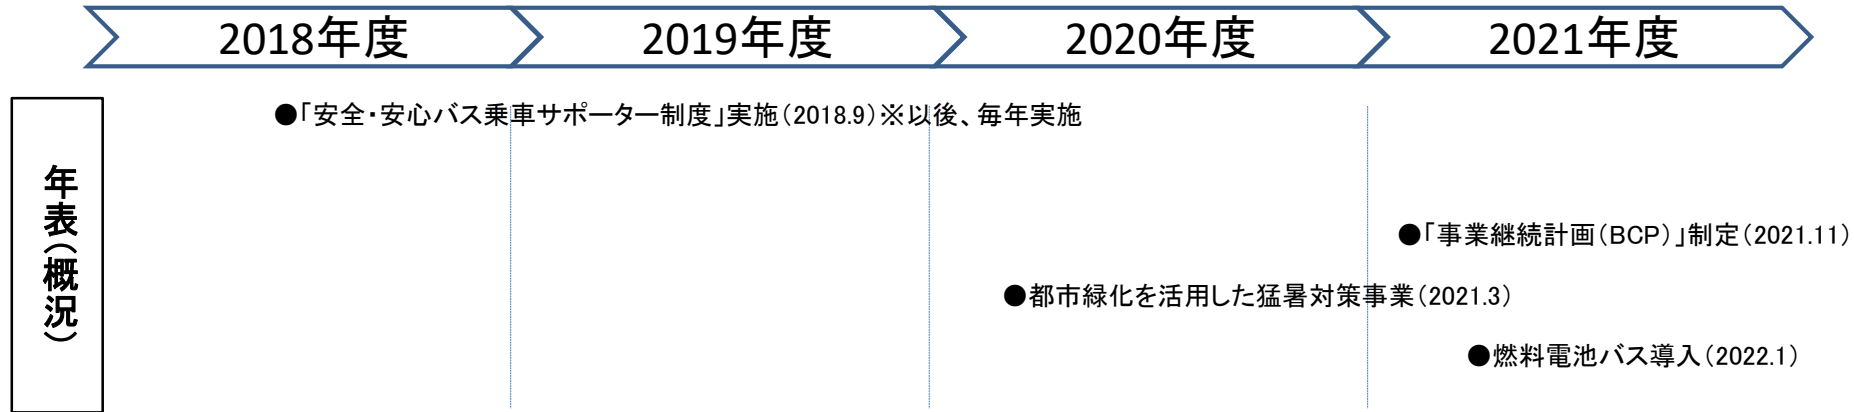 2018年度
2019年度
2020年度
2021年度
年表（概況）
●「安全・安心バス乗車サポーター制度」実施（2018.9）※以後、毎年実施
●「事業継続計画（BCP）」制定（2021.11）
●都市緑化を活用した猛暑対策事業（2021.3）
●燃料電池バス導入（2022.1）